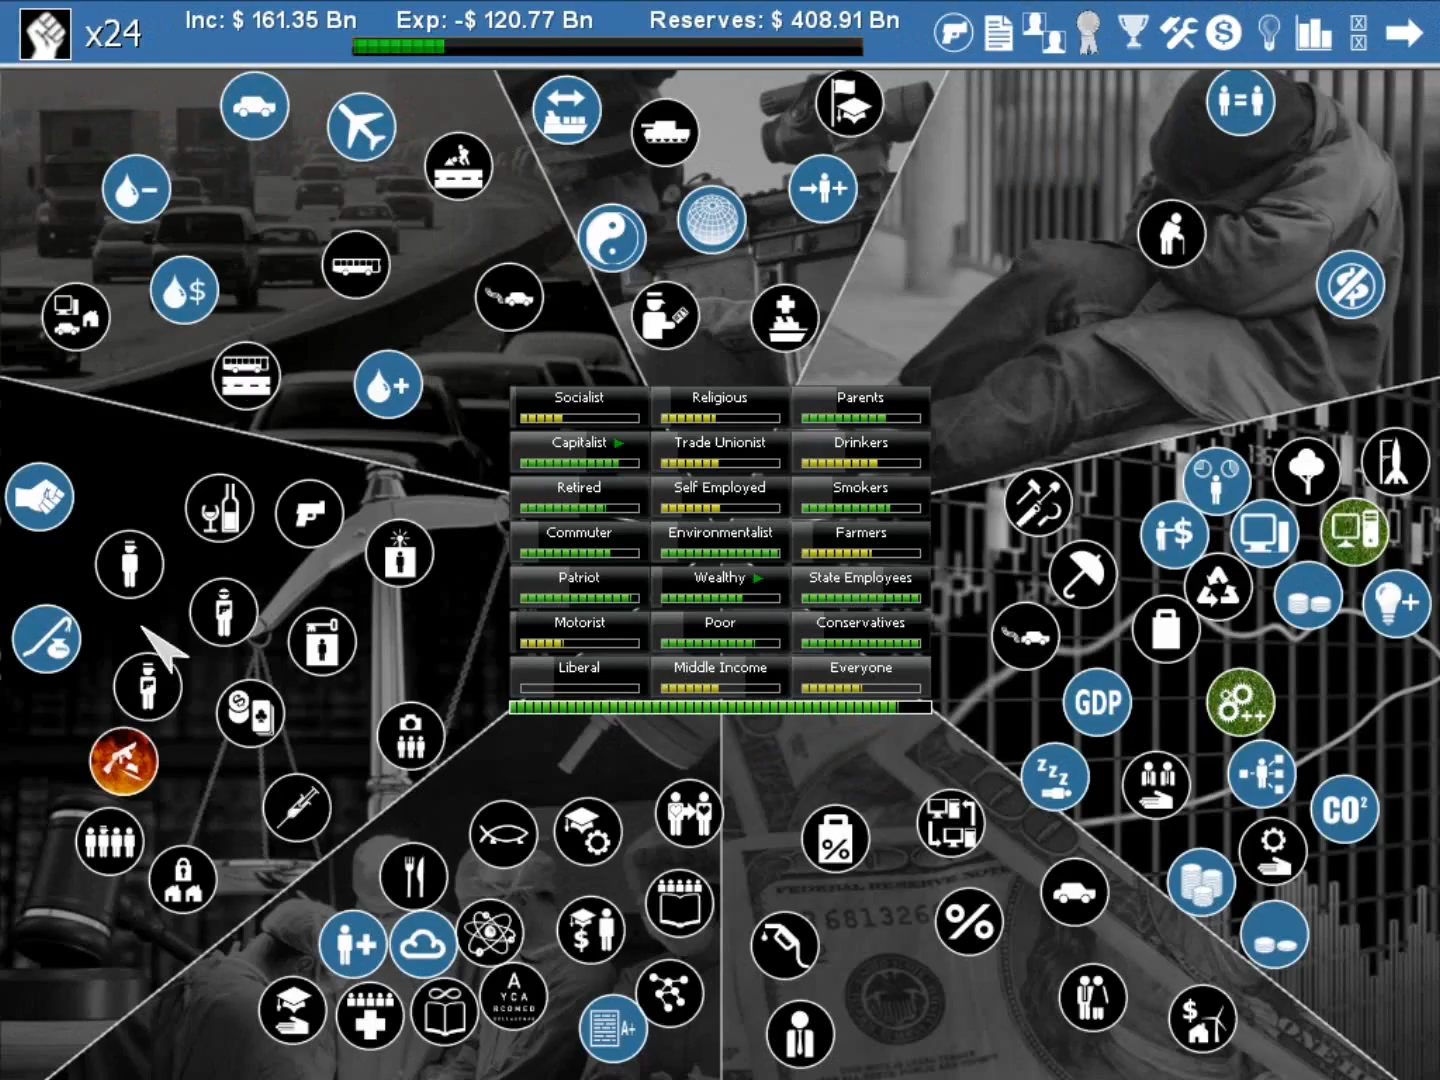 x24
Inc: $ 161.35 Bn
Exp: -$ 120.77 Bn
Reserves: $ 408.91 Bn
Socialist
Religious
Parents
Capitalist
Trade Unionist
Drinkers
Retired
Self Employed
Smokers
Commuter
Environmentalist
Farmers
Patriot
Wealthy
State Employees
Motorist
Poor
Conservatives
Liberal
Middle Income
Everyone
GDP
CO²
A+
A
YCA